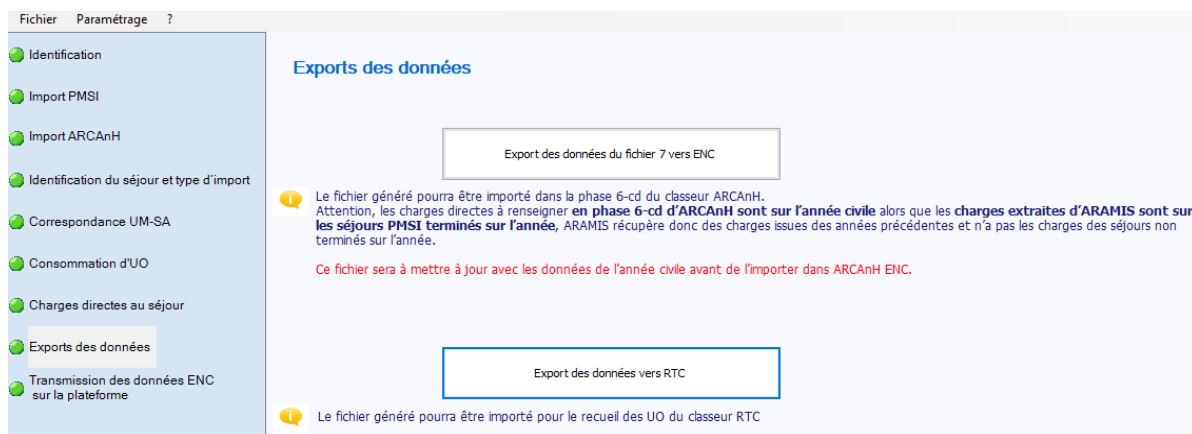 Fichier Paramétrage ?
Identification
Import PMSI
Import ARCAnH
Identification du séjour et type d'import
Correspondance UM-SA
Consommation d'UO
Charges directes au séjour
Exports des données
Transmission des données ENC
sur la plateforme
Exports des données
Export des données du fichier 7 vers ENC
Le fichier généré pourra être importé dans la phase 6-cd du classeur ARCAnH.
Attention, les charges directes à renseigner en phase 6-cd d'ARCAnH sont sur l'année civile alors que les charges extraites d'ARAMIS sont sur
les séjours PMSI terminés sur l'année, ARAMIS récupère donc des charges issues des années précédentes et n'a pas les charges des séjours non
terminés sur l'année.
Ce fichier sera à mettre à jour avec les données de l'année civile avant de l'importer dans ARCAnH ENC.
Export des données vers RTC
Le fichier généré pourra être importé pour le recueil des UO du classeur RTC